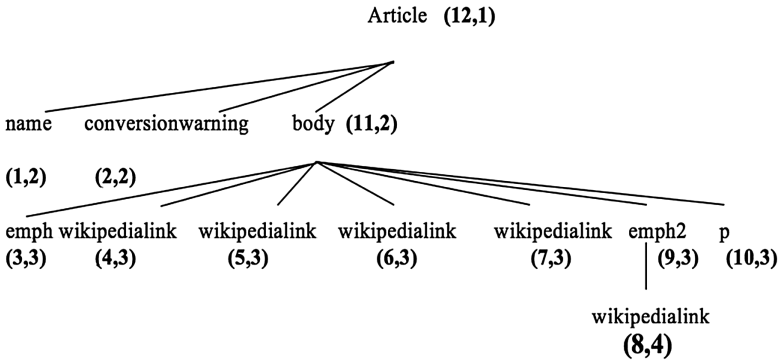 Article (12,1)
name conversionwarning body (11,2)
(1,2) (2,2)
emph wikipedialink wikipedialink wikipedialink wikipedialink emph2 p
(3,3) (4,3) (5,3) (6,3) (7,3) (9,3) (10,3)
wikipedialink
(8,4)